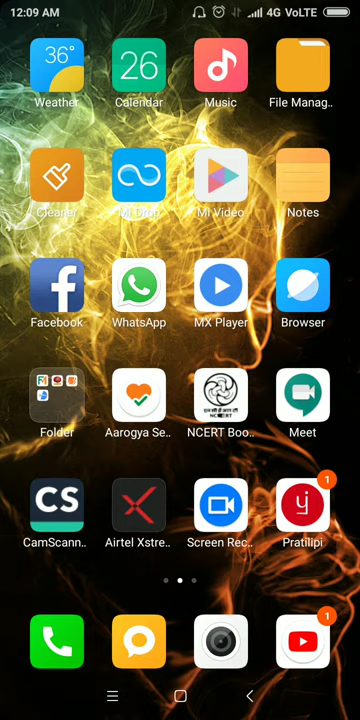 12:09 AM 4G VoLTE
36°
26
Weather Calendar Music File Manag..
Cleaner Mi Drop Mi Video Notes
Facebook WhatsApp MX Player Browser
NCERT
Folder Aarogya Se.. NCERT Boo.. Meet
CS 1
CamScann.. Airtel Xstre.. Screen Rec.. Pratilipi
1